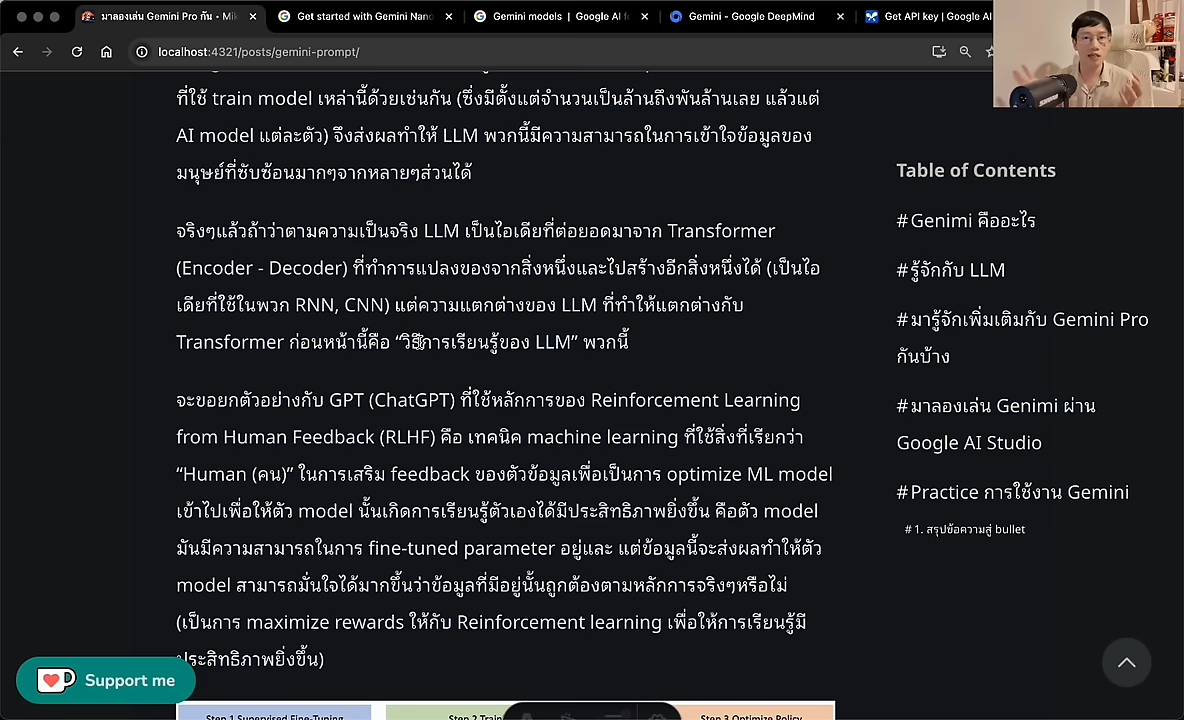 มาลองเล่น Gemini Pro กัน • Mik
Get started with Gemini Nano
Gemini models | Google AI fo
Gemini - Google DeepMind
Get API key | Google AI
localhost:4321/posts/gemini-prompt/
ที่ใช้ train model เหล่านี้ด้วยเช่นกัน (ซึ่งมีตั้งแต่จำนวนเป็นล้านถึงพันล้านเลย แล้วแต่
AI model แต่ละตัว) จึงส่งผลทำให้ LLM พวกนี้มีความสามารถในการเข้าใจข้อมูลของ
มนุษย์ที่ซับซ้อนมากๆจากหลายๆส่วนได้
จริงๆแล้วถ้าว่าตามความเป็นจริง LLM เป็นไอเดียที่ต่อยอดมาจาก Transformer
(Encoder - Decoder) ที่ทำการแปลงของจากสิ่งหนึ่งและไปสร้างอีกสิ่งหนึ่งได้ (เป็นไอ
เดียที่ใช้ในพวก RNN, CNN) แต่ความแตกต่างของ LLM ที่ทำให้แตกต่างกับ
Transformer ก่อนหน้านี้คือ “วิธีการเรียนรู้ของ LLM” พวกนี้
จะขอยกตัวอย่างกับ GPT (ChatGPT) ที่ใช้หลักการของ Reinforcement Learning
from Human Feedback (RLHF) คือ เทคนิค machine learning ที่ใช้สิ่งที่เรียกว่า
“Human (คน)” ในการเสริม feedback ของตัวข้อมูลเพื่อเป็นการ optimize ML model
เข้าไปเพื่อให้ตัว model นั้นเกิดการเรียนรู้ตัวเองได้มีประสิทธิภาพยิ่งขึ้น คือตัว model
มันมีความสามารถในการ fine-tuned parameter อยู่และ แต่ข้อมูลนี้จะส่งผลทำให้ตัว
model สามารถมั่นใจได้มากขึ้นว่าข้อมูลที่มีอยู่นั้นถูกต้องตามหลักการจริงๆหรือไม่
(เป็นการ maximize rewards ให้กับ Reinforcement learning เพื่อให้การเรียนรู้มี
ประสิทธิภาพยิ่งขึ้น)
Step 1 Supervised Fine-Tuning
Step 2 Train
Step 3 Optimize Policy
Table of Contents
#Genimi คืออะไร
#รู้จักกับ LLM
#มารู้จักเพิ่มเติมกับ Gemini Pro
กันบ้าง
#มาลองเล่น Genimi ผ่าน
Google AI Studio
#Practice การใช้งาน Gemini
#1. สรุปข้อความสู่ bullet
Support me